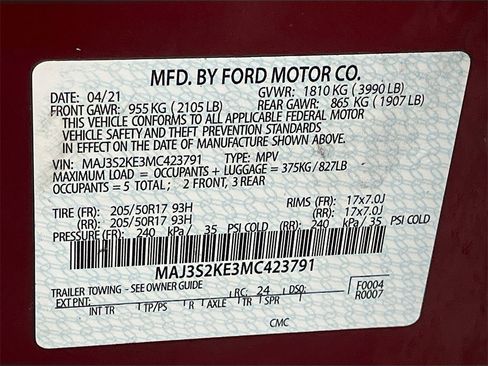 MFD. BY FORD MOTOR CO.
DATE: 04/21 GVWR: 1810 KG (3990 LB)
FRONT GAWR: 955 KG (2105 LB) REAR GAWR: 865 KG (1907 LB)
THIS VEHICLE CONFORMS TO ALL APPLICABLE FEDERAL MOTOR
VEHICLE SAFETY AND THEFT PREVENTION STANDARDS
IN EFFECT ON THE DATE OF MANUFACTURE SHOWN ABOVE.
VIN: MAJ3S2KE3MC423791 TYPE: MPV
MAXIMUM LOAD = OCCUPANTS + LUGGAGE = 375KG / 827LB
OCCUPANTS = 5 TOTAL; 2 FRONT, 3 REAR
TIRE (FR): 205/50R17 93H RIMS (FR): 17x7.0J
(RR): 205/50R17 93H (RR): 17x7.0J
PRESSURE (FR): 240 kPa/ 35 PSI COLD (RR): 240 kPa/ 35 PSI COLD
MAJ3S2KE3MC423791
TRAILER TOWING - SEE OWNER GUIDE RC: 24 DSO: F0004
EXT PNT: R0007
INT TR TP/PS R AXLE TR SPR
CMC